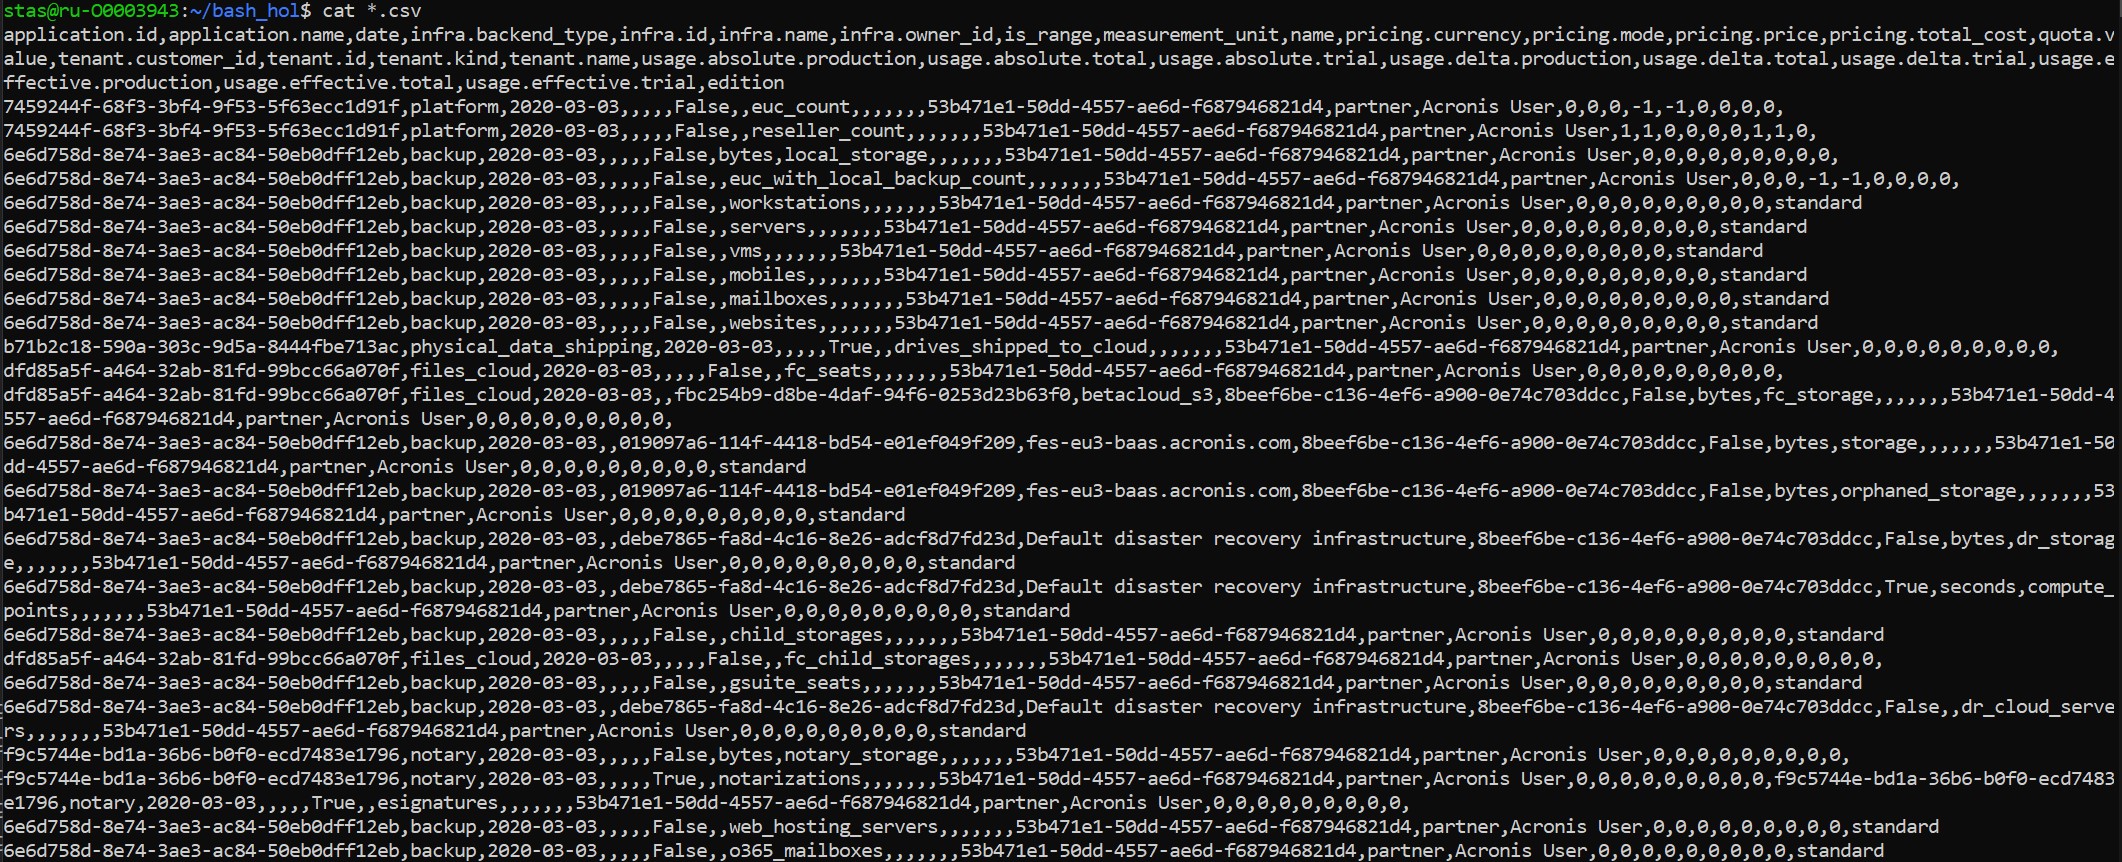 stas@ru-O0003943:~/bash_hol$ cat *.csv
application.id,application.name,date,infra.backend_type,infra.id,infra.name,infra.owner_id,is_range,measurement_unit,name,pricing.currency,pricing.mode,pricing.price,pricing.total_cost,quota.v
alue,tenant.customer_id,tenant.id,tenant.kind,tenant.name,usage.absolute.production,usage.absolute.total,usage.absolute.trial,usage.delta.production,usage.delta.total,usage.delta.trial,usage.e
ffective.production,usage.effective.total,usage.effective.trial,edition
7459244f-68f3-3bf4-9f53-5f63ecc1d91f,platform,2020-03-03,,,,,False,,euc_count,,,,,,,53b471e1-50dd-4557-ae6d-f687946821d4,partner,Acronis User,0,0,0,-1,-1,0,0,0,0,
7459244f-68f3-3bf4-9f53-5f63ecc1d91f,platform,2020-03-03,,,,,False,,reseller_count,,,,,,,53b471e1-50dd-4557-ae6d-f687946821d4,partner,Acronis User,1,1,0,0,0,0,1,1,0,
6e6d758d-8e74-3ae3-ac84-50eb0dff12eb,backup,2020-03-03,,,,,False,bytes,local_storage,,,,,,,53b471e1-50dd-4557-ae6d-f687946821d4,partner,Acronis User,0,0,0,0,0,0,0,0,0,
6e6d758d-8e74-3ae3-ac84-50eb0dff12eb,backup,2020-03-03,,,,,False,,euc_with_local_backup_count,,,,,,,53b471e1-50dd-4557-ae6d-f687946821d4,partner,Acronis User,0,0,0,-1,-1,0,0,0,0,
6e6d758d-8e74-3ae3-ac84-50eb0dff12eb,backup,2020-03-03,,,,,False,,workstations,,,,,,,53b471e1-50dd-4557-ae6d-f687946821d4,partner,Acronis User,0,0,0,0,0,0,0,0,0,standard
6e6d758d-8e74-3ae3-ac84-50eb0dff12eb,backup,2020-03-03,,,,,False,,servers,,,,,,,53b471e1-50dd-4557-ae6d-f687946821d4,partner,Acronis User,0,0,0,0,0,0,0,0,0,standard
6e6d758d-8e74-3ae3-ac84-50eb0dff12eb,backup,2020-03-03,,,,,False,,vms,,,,,,,53b471e1-50dd-4557-ae6d-f687946821d4,partner,Acronis User,0,0,0,0,0,0,0,0,0,standard
6e6d758d-8e74-3ae3-ac84-50eb0dff12eb,backup,2020-03-03,,,,,False,,mobiles,,,,,,,53b471e1-50dd-4557-ae6d-f687946821d4,partner,Acronis User,0,0,0,0,0,0,0,0,0,standard
6e6d758d-8e74-3ae3-ac84-50eb0dff12eb,backup,2020-03-03,,,,,False,,mailboxes,,,,,,,53b471e1-50dd-4557-ae6d-f687946821d4,partner,Acronis User,0,0,0,0,0,0,0,0,0,standard
6e6d758d-8e74-3ae3-ac84-50eb0dff12eb,backup,2020-03-03,,,,,False,,websites,,,,,,,53b471e1-50dd-4557-ae6d-f687946821d4,partner,Acronis User,0,0,0,0,0,0,0,0,0,standard
b71b2c18-590a-303c-9d5a-8444fbe713ac,physical_data_shipping,2020-03-03,,,,,True,,drives_shipped_to_cloud,,,,,,,53b471e1-50dd-4557-ae6d-f687946821d4,partner,Acronis User,0,0,0,0,0,0,0,0,0,
dfd85a5f-a464-32ab-81fd-99bcc66a070f,files_cloud,2020-03-03,,,,,False,,fc_seats,,,,,,,53b471e1-50dd-4557-ae6d-f687946821d4,partner,Acronis User,0,0,0,0,0,0,0,0,0,
dfd85a5f-a464-32ab-81fd-99bcc66a070f,files_cloud,2020-03-03,,fbc254b9-d8be-4daf-94f6-0253d23b63f0,betacloud_s3,8beef6be-c136-4ef6-a900-0e74c703ddcc,False,bytes,fc_storage,,,,,,,53b471e1-50dd-4
557-ae6d-f687946821d4,partner,Acronis User,0,0,0,0,0,0,0,0,0,
6e6d758d-8e74-3ae3-ac84-50eb0dff12eb,backup,2020-03-03,,019097a6-114f-4418-bd54-e01ef049f209,fes-eu3-baas.acronis.com,8beef6be-c136-4ef6-a900-0e74c703ddcc,False,bytes,storage,,,,,,,53b471e1-50
dd-4557-ae6d-f687946821d4,partner,Acronis User,0,0,0,0,0,0,0,0,0,standard
6e6d758d-8e74-3ae3-ac84-50eb0dff12eb,backup,2020-03-03,,019097a6-114f-4418-bd54-e01ef049f209,fes-eu3-baas.acronis.com,8beef6be-c136-4ef6-a900-0e74c703ddcc,False,bytes,orphaned_storage,,,,,,,53
b471e1-50dd-4557-ae6d-f687946821d4,partner,Acronis User,0,0,0,0,0,0,0,0,0,standard
6e6d758d-8e74-3ae3-ac84-50eb0dff12eb,backup,2020-03-03,,debe7865-fa8d-4c16-8e26-adcf8d7fd23d,Default disaster recovery infrastructure,8beef6be-c136-4ef6-a900-0e74c703ddcc,False,bytes,dr_storag
e,,,,,,,53b471e1-50dd-4557-ae6d-f687946821d4,partner,Acronis User,0,0,0,0,0,0,0,0,0,standard
6e6d758d-8e74-3ae3-ac84-50eb0dff12eb,backup,2020-03-03,,debe7865-fa8d-4c16-8e26-adcf8d7fd23d,Default disaster recovery infrastructure,8beef6be-c136-4ef6-a900-0e74c703ddcc,True,seconds,compute_
points,,,,,,,53b471e1-50dd-4557-ae6d-f687946821d4,partner,Acronis User,0,0,0,0,0,0,0,0,0,standard
6e6d758d-8e74-3ae3-ac84-50eb0dff12eb,backup,2020-03-03,,,,,False,,child_storages,,,,,,,53b471e1-50dd-4557-ae6d-f687946821d4,partner,Acronis User,0,0,0,0,0,0,0,0,0,standard
dfd85a5f-a464-32ab-81fd-99bcc66a070f,files_cloud,2020-03-03,,,,,False,,fc_child_storages,,,,,,,53b471e1-50dd-4557-ae6d-f687946821d4,partner,Acronis User,0,0,0,0,0,0,0,0,0,
6e6d758d-8e74-3ae3-ac84-50eb0dff12eb,backup,2020-03-03,,,,,False,,gsuite_seats,,,,,,,53b471e1-50dd-4557-ae6d-f687946821d4,partner,Acronis User,0,0,0,0,0,0,0,0,0,standard
6e6d758d-8e74-3ae3-ac84-50eb0dff12eb,backup,2020-03-03,,debe7865-fa8d-4c16-8e26-adcf8d7fd23d,Default disaster recovery infrastructure,8beef6be-c136-4ef6-a900-0e74c703ddcc,False,,dr_cloud_serve
rs,,,,,,,53b471e1-50dd-4557-ae6d-f687946821d4,partner,Acronis User,0,0,0,0,0,0,0,0,0,standard
f9c5744e-bd1a-36b6-b0f0-ecd7483e1796,notary,2020-03-03,,,,,False,bytes,notary_storage,,,,,,,53b471e1-50dd-4557-ae6d-f687946821d4,partner,Acronis User,0,0,0,0,0,0,0,0,0,
f9c5744e-bd1a-36b6-b0f0-ecd7483e1796,notary,2020-03-03,,,,,True,,notarizations,,,,,,,53b471e1-50dd-4557-ae6d-f687946821d4,partner,Acronis User,0,0,0,0,0,0,0,0,0,f9c5744e-bd1a-36b6-b0f0-ecd7483
e1796,notary,2020-03-03,,,,,True,,esignatures,,,,,,,53b471e1-50dd-4557-ae6d-f687946821d4,partner,Acronis User,0,0,0,0,0,0,0,0,0,
6e6d758d-8e74-3ae3-ac84-50eb0dff12eb,backup,2020-03-03,,,,,False,,web_hosting_servers,,,,,,,53b471e1-50dd-4557-ae6d-f687946821d4,partner,Acronis User,0,0,0,0,0,0,0,0,0,standard
6e6d758d-8e74-3ae3-ac84-50eb0dff12eb,backup,2020-03-03,,,,,False,,o365_mailboxes,,,,,,,53b471e1-50dd-4557-ae6d-f687946821d4,partner,Acronis User,0,0,0,0,0,0,0,0,0,standard